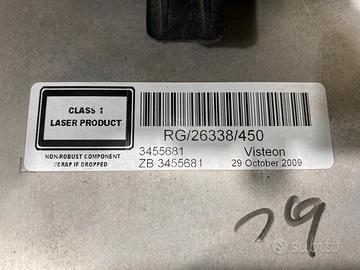 CLASS 1
LASER PRODUCT
NON-ROBUST COMPONENT
SCRAP IF DROPPED
RG/26338/450
3455681 Visteon
ZB 3455681 29 October 2009
subito